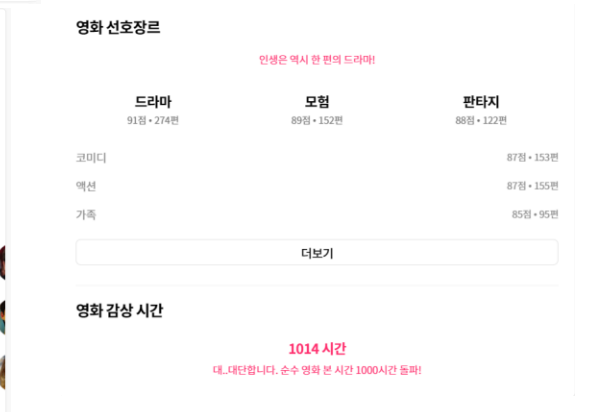 영화 선호장르
인생은 역시 한 편의 드라마!
드라마 모험 판타지
91점 • 274편 89점 • 152편 88점 • 122편
코미디 87점 • 153편
액션 87점 • 155편
가족 85점 • 95편
더보기
영화 감상 시간
1014 시간
대..대단합니다. 순수 영화 본 시간 1000시간 돌파!